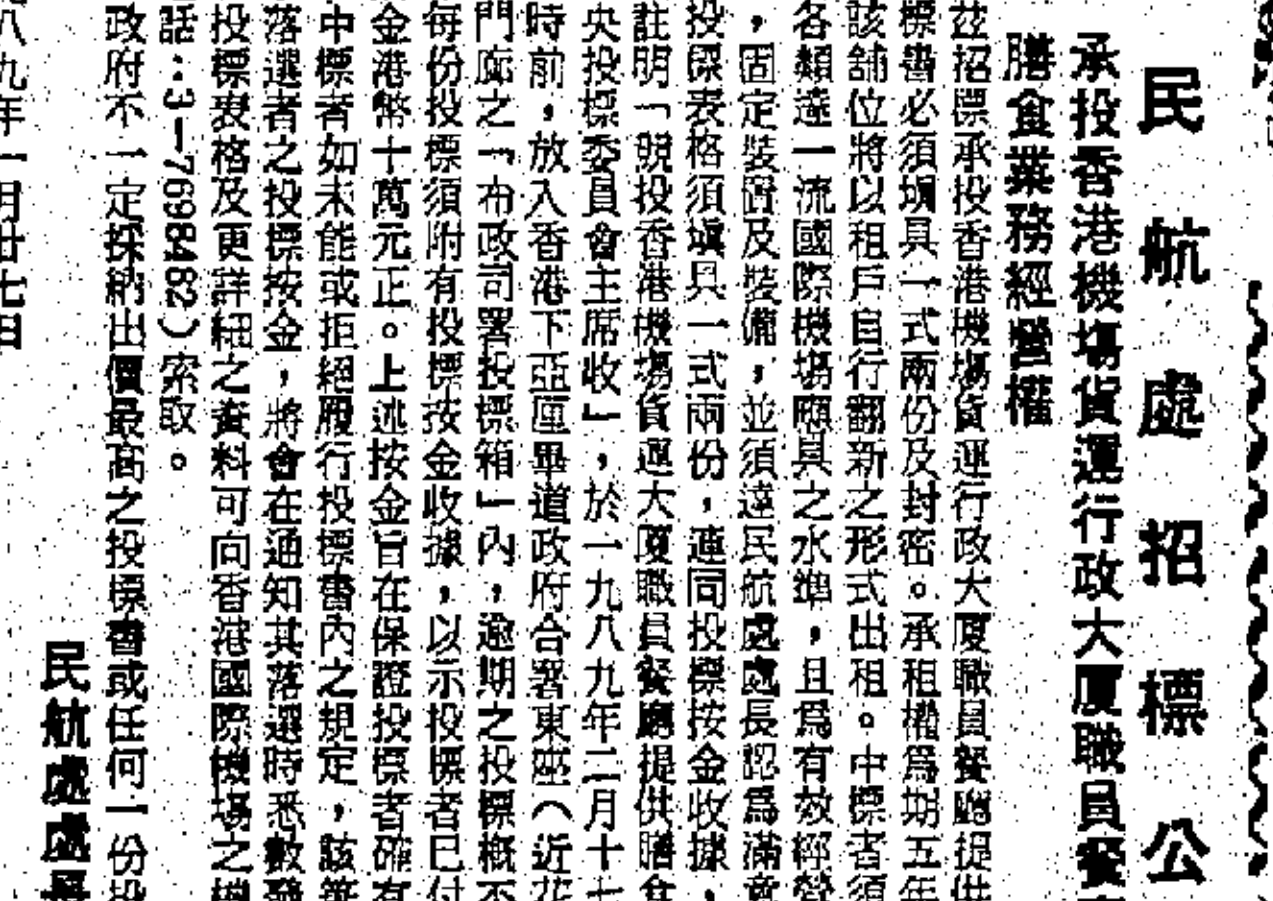 民航處招標公
承投香港機場貨運行政大厦職員餐
膳食業務經營權
茲招標承投香港機場貨運行政大厦職員餐廳提供
標書必須塡具一式兩份及封密。承租權爲期五年
該舖位將以租戶自行翻新之形式出租。中標者須
各類達一流國際機場應具之水準，且爲有效經營
，固定裝置及裝備，並須達民航處處長認爲滿意
投標表格須塡具一式兩份，連同投標按金收據，
註明「競投香港機場貨運大厦職員餐廳提供膳食
央投標委員會主席收」，於一九八九年二月十七
時前，放入香港下亞厘畢道政府合署東座（近花
門廊之「布政司署投標箱」內，逾期之投標概不
每份投標須附有投標按金收據，以示投標者已付
金港幣十萬元正。上述按金旨在保證投標者確有
中標者如未能或拒絕履行投標書內之規定，該筆
落選者之投標按金，將會在通知其落選時悉數發
投標表格及更詳細之資料可向香港國際機場之
話：3－7698482）索取。
政府不一定採納出價最高之投標書或任何一份投
民航處處長
八九年一月廿七日